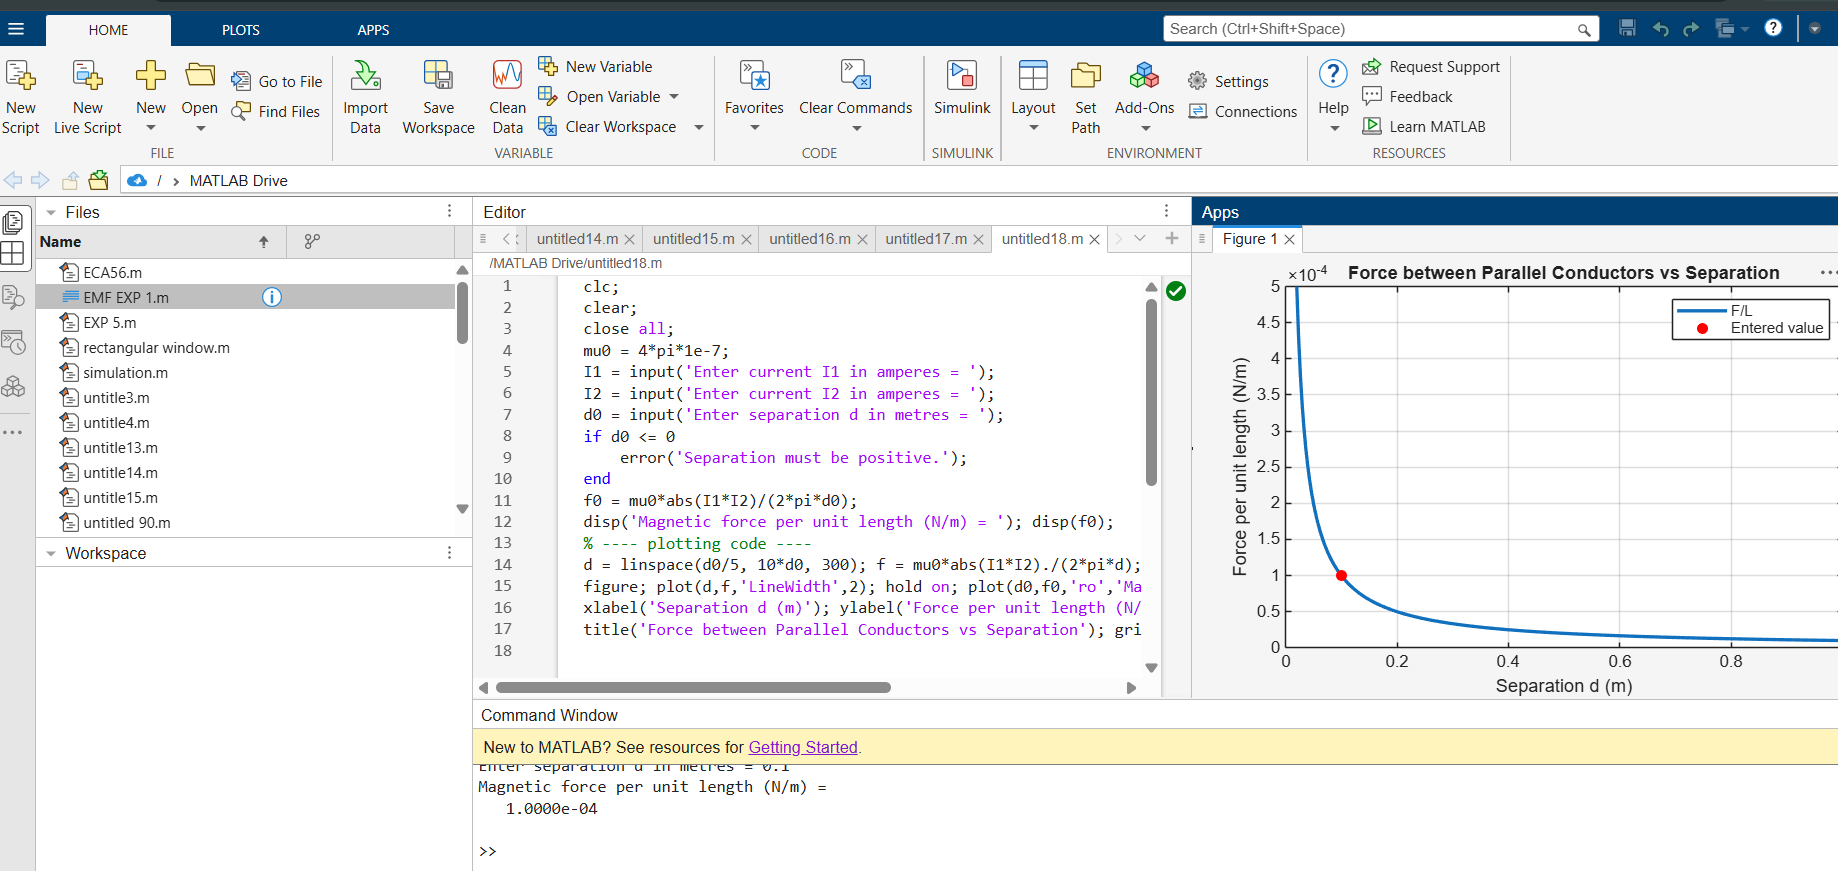 HOME
PLOTS
APPS
Search (Ctrl+Shift+Space)
New Script
New Live Script
New
Open
Go to File
Find Files
FILE
Import Data
Save Workspace
Clean Data
New Variable
Open Variable
Clear Workspace
VARIABLE
Favorites
Clear Commands
CODE
Simulink
SIMULINK
Layout
Set Path
Add-Ons
Settings
Connections
ENVIRONMENT
Help
Request Support
Feedback
Learn MATLAB
RESOURCES
/ › MATLAB Drive
Files
Name
ECA56.m
EMF EXP 1.m
EXP 5.m
rectangular window.m
simulation.m
untitle3.m
untitle4.m
untitle13.m
untitle14.m
untitle15.m
untitled 90.m
Workspace
Editor
untitled14.m
untitled15.m
untitled16.m
untitled17.m
untitled18.m
/MATLAB Drive/untitled18.m
1 clc;
2 clear;
3 close all;
4 mu0 = 4*pi*1e-7;
5 I1 = input('Enter current I1 in amperes = ');
6 I2 = input('Enter current I2 in amperes = ');
7 d0 = input('Enter separation d in metres = ');
8 if d0 <= 0
9 error('Separation must be positive.');
10 end
11 f0 = mu0*abs(I1*I2)/(2*pi*d0);
12 disp('Magnetic force per unit length (N/m) = '); disp(f0);
13 % ---- plotting code ----
14 d = linspace(d0/5, 10*d0, 300); f = mu0*abs(I1*I2)./(2*pi*d);
15 figure; plot(d,f,'LineWidth',2); hold on; plot(d0,f0,'ro','Ma
16 xlabel('Separation d (m)'); ylabel('Force per unit length (N/
17 title('Force between Parallel Conductors vs Separation'); gri
18
Apps
Figure 1
×10⁻⁴
Force between Parallel Conductors vs Separation
F/L
Entered value
Force per unit length (N/m)
5
4.5
4
3.5
3
2.5
2
1.5
1
0.5
0
0 0.2 0.4 0.6 0.8
Separation d (m)
Command Window
New to MATLAB? See resources for Getting Started.
Enter separation d in metres = 0.1
Magnetic force per unit length (N/m) =
1.0000e-04
>>